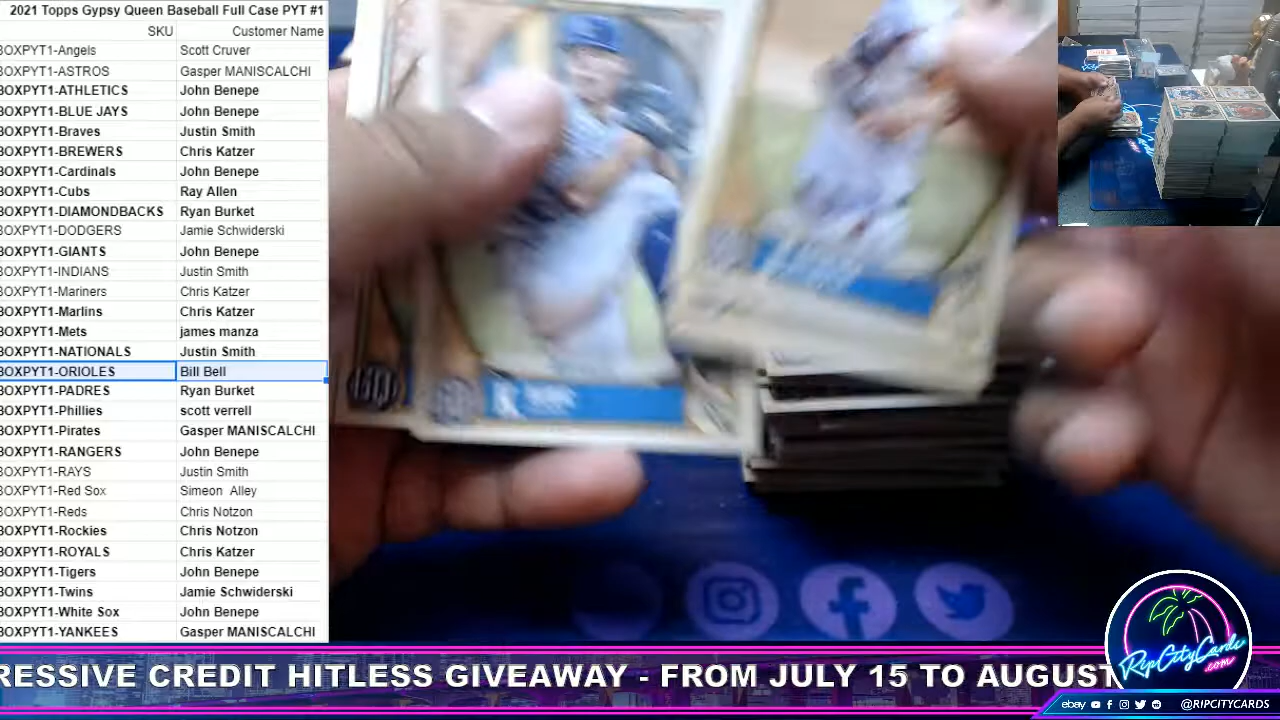 2021 Topps Gypsy Queen Baseball Full Case PYT #1
SKU Customer Name
BOXPYT1-Angels Scott Cruver
BOXPYT1-ASTROS Gasper MANISCALCHI
BOXPYT1-ATHLETICS John Benepe
BOXPYT1-BLUE JAYS John Benepe
BOXPYT1-Braves Justin Smith
BOXPYT1-BREWERS Chris Katzer
BOXPYT1-Cardinals John Benepe
BOXPYT1-Cubs Ray Allen
BOXPYT1-DIAMONDBACKS Ryan Burket
BOXPYT1-DODGERS Jamie Schwiderski
BOXPYT1-GIANTS John Benepe
BOXPYT1-INDIANS Justin Smith
BOXPYT1-Mariners Chris Katzer
BOXPYT1-Marlins Chris Katzer
BOXPYT1-Mets james manza
BOXPYT1-NATIONALS Justin Smith
BOXPYT1-ORIOLES Bill Bell
BOXPYT1-PADRES Ryan Burket
BOXPYT1-Phillies scott verrell
BOXPYT1-Pirates Gasper MANISCALCHI
BOXPYT1-RANGERS John Benepe
BOXPYT1-RAYS Justin Smith
BOXPYT1-Red Sox Simeon Alley
BOXPYT1-Reds Chris Notzon
BOXPYT1-Rockies Chris Notzon
BOXPYT1-ROYALS Chris Katzer
BOXPYT1-Tigers John Benepe
BOXPYT1-Twins Jamie Schwiderski
BOXPYT1-White Sox John Benepe
BOXPYT1-YANKEES Gasper MANISCALCHI
GQ
RESSIVE CREDIT HITLESS GIVEAWAY - FROM JULY 15 TO AUGUST
RipCityCards
.com
ebay @RIPCITYCARDS